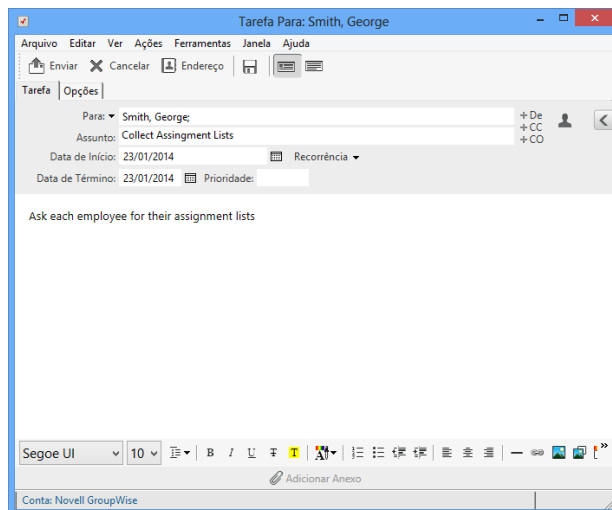 Tarefa Para: Smith, George
Arquivo Editar Ver Ações Ferramentas Janela Ajuda
Enviar Cancelar Endereço
Tarefa Opções
Para: Smith, George; +De
+CC
Assunto: Collect Assingment Lists
+CO
Data de Início: 23/01/2014 Recorrência
Data de Término: 23/01/2014 Prioridade:
Ask each employee for their assignment lists
Segoe UI 10 B I U T T
Adicionar Anexo
Conta: Novell GroupWise